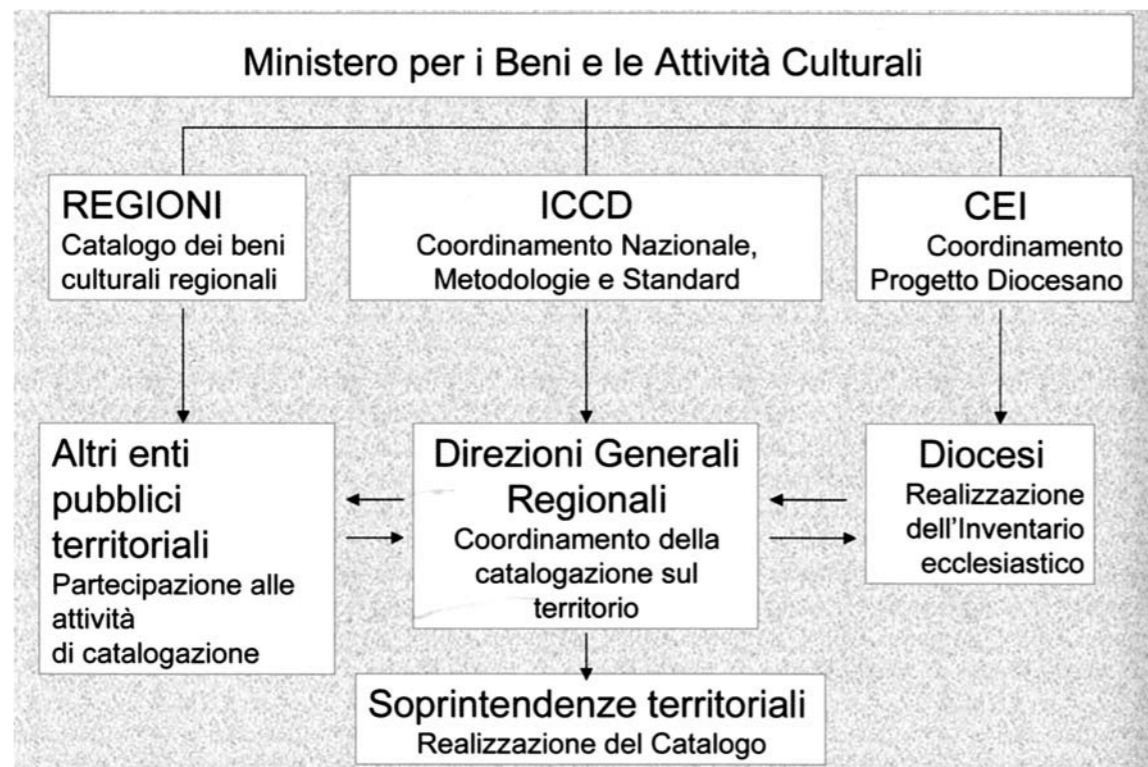 Ministero per i Beni e le Attività Culturali
REGIONI
Catalogo dei beni
culturali regionali
ICCD
Coordinamento Nazionale,
Metodologie e Standard
CEI
Coordinamento
Progetto Diocesano
Altri enti
pubblici
territoriali
Partecipazione alle
attività
di catalogazione
Direzioni Generali
Regionali
Coordinamento della
catalogazione sul
territorio
Diocesi
Realizzazione
dell'Inventario
ecclesiastico
Soprintendenze territoriali
Realizzazione del Catalogo